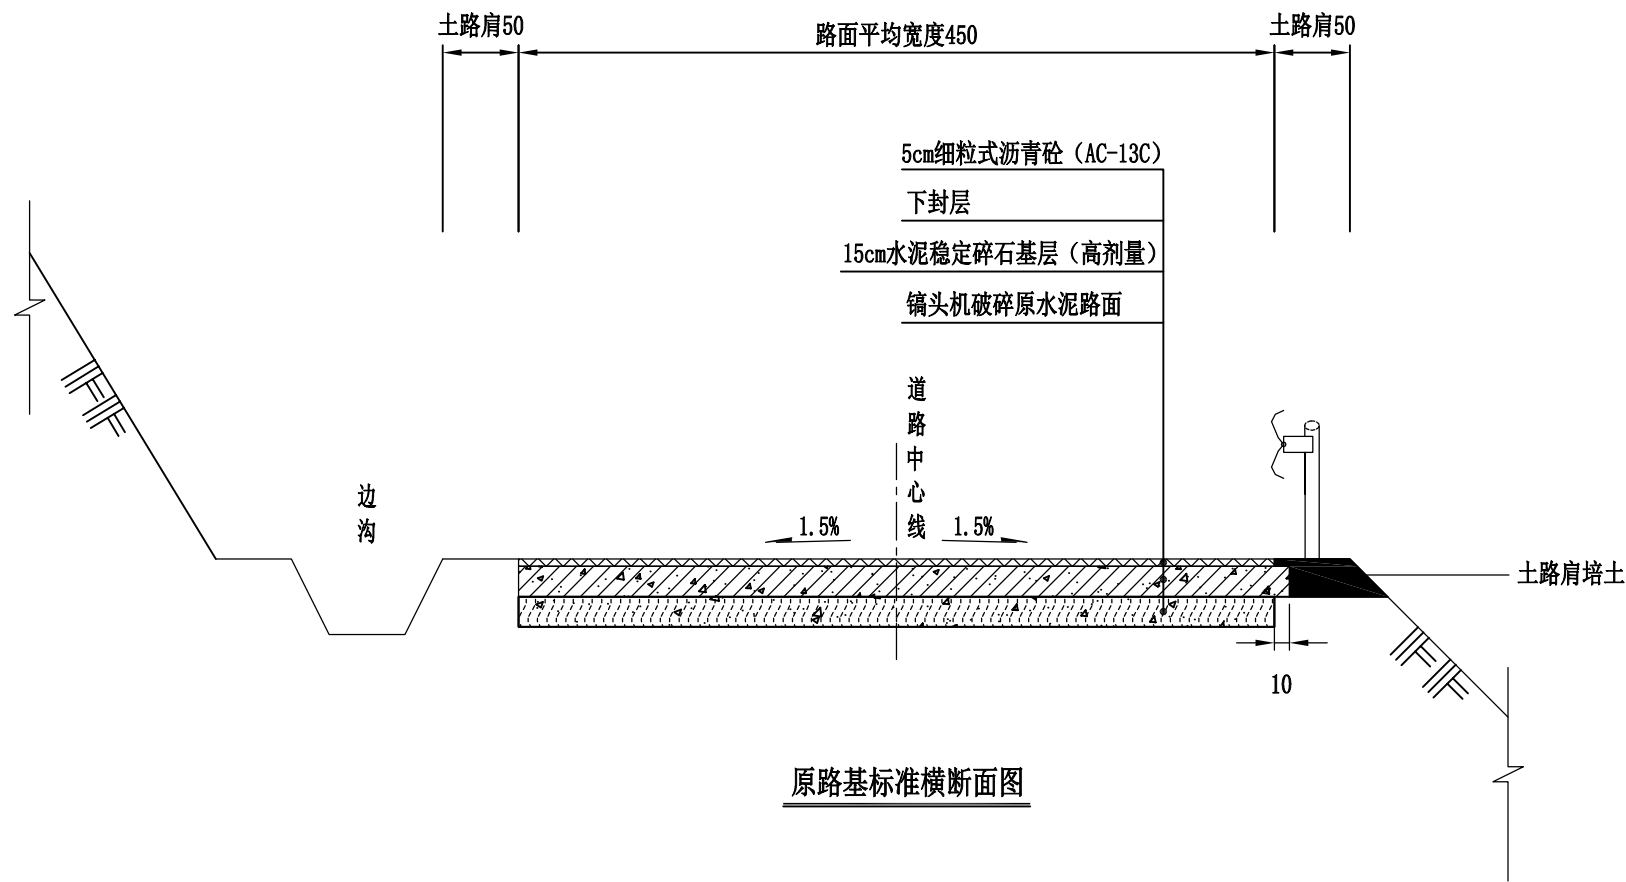 土路肩50
路面平均宽度450
土路肩50
5cm细粒式沥青砼（AC-13C）
下封层
15cm水泥稳定碎石基层（高剂量）
镐头机破碎原水泥路面
道路中心线
边沟
1.5%
1.5%
土路肩培土
10
原路基标准横断面图